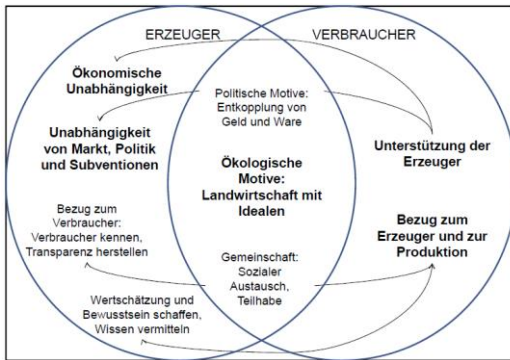 ERZEUGER
VERBRAUCHER
Ökonomische
Unabhängigkeit
Unabhängigkeit
von Markt, Politik
und Subventionen
Bezug zum
Verbraucher:
Verbraucher kennen,
Transparenz herstellen
Wertschätzung und
Bewusstsein schaffen,
Wissen vermitteln
Politische Motive:
Entkopplung von
Geld und Ware
Ökologische
Motive:
Landwirtschaft mit
Idealen
Gemeinschaft:
Sozialer
Austausch,
Teilhabe
Unterstützung der
Erzeuger
Bezug zum
Erzeuger und zur
Produktion